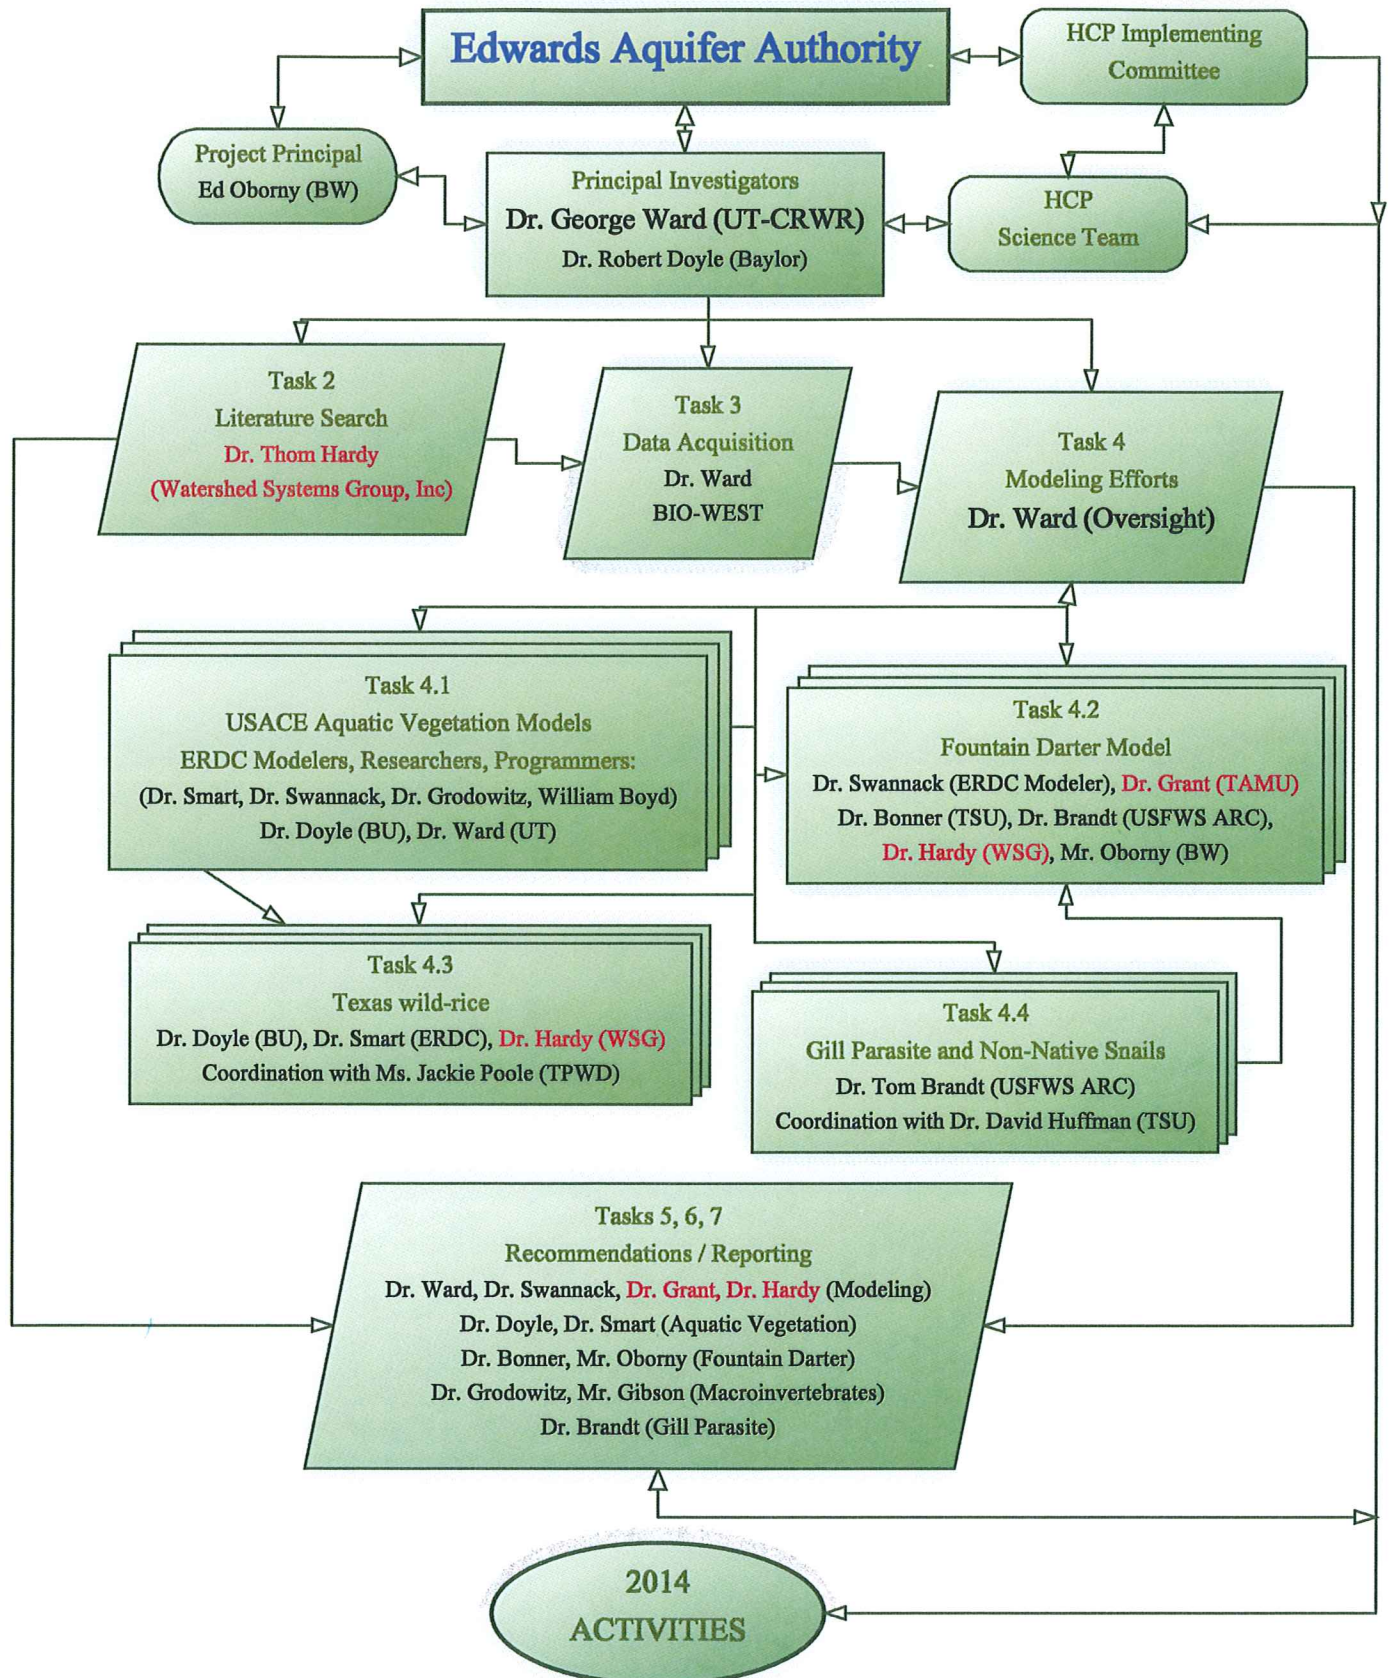 Edwards Aquifer Authority
HCP Implementing
Committee
Project Principal
Ed Oborny (BW)
Principal Investigators
Dr. George Ward (UT-CRWR)
Dr. Robert Doyle (Baylor)
HCP
Science Team
Task 2
Literature Search
Dr. Thom Hardy
(Watershed Systems Group, Inc)
Task 3
Data Acquisition
Dr. Ward
BIO-WEST
Task 4
Modeling Efforts
Dr. Ward (Oversight)
Task 4.1
USACE Aquatic Vegetation Models
ERDC Modelers, Researchers, Programmers:
(Dr. Smart, Dr. Swannack, Dr. Grodowitz, William Boyd)
Dr. Doyle (BU), Dr. Ward (UT)
Task 4.2
Fountain Darter Model
Dr. Swannack (ERDC Modeler), Dr. Grant (TAMU)
Dr. Bonner (TSU), Dr. Brandt (USFWS ARC),
Dr. Hardy (WSG), Mr. Oborny (BW)
Task 4.3
Texas wild-rice
Dr. Doyle (BU), Dr. Smart (ERDC), Dr. Hardy (WSG)
Coordination with Ms. Jackie Poole (TPWD)
Task 4.4
Gill Parasite and Non-Native Snails
Dr. Tom Brandt (USFWS ARC)
Coordination with Dr. David Huffman (TSU)
Tasks 5, 6, 7
Recommendations / Reporting
Dr. Ward, Dr. Swannack, Dr. Grant, Dr. Hardy (Modeling)
Dr. Doyle, Dr. Smart (Aquatic Vegetation)
Dr. Bonner, Mr. Oborny (Fountain Darter)
Dr. Grodowitz, Mr. Gibson (Macroinvertebrates)
Dr. Brandt (Gill Parasite)
2014
ACTIVITIES